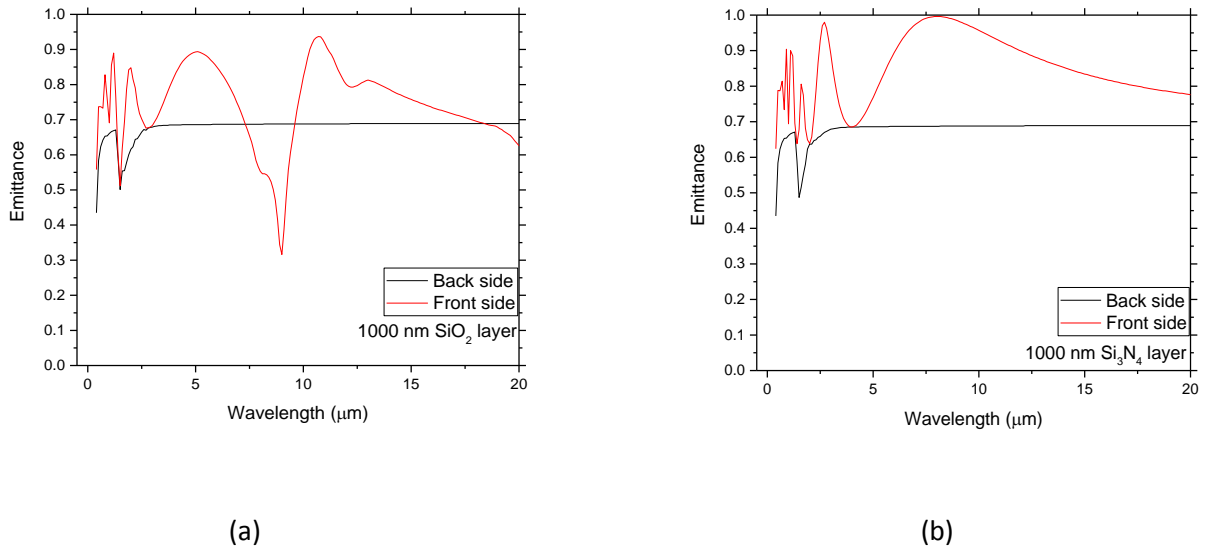 1.0
0.9
0.8
0.7
0.6
0.5
0.4
0.3
0.2
0.1
0.0
Emittance
0
5
10
15
20
Wavelength (μm)
Back side
Front side
1000 nm SiO₂ layer
(a)
1.0
0.9
0.8
0.7
0.6
0.5
0.4
0.3
0.2
0.1
0.0
Emittance
0
5
10
15
20
Wavelength (μm)
Back side
Front side
1000 nm Si₃N₄ layer
(b)